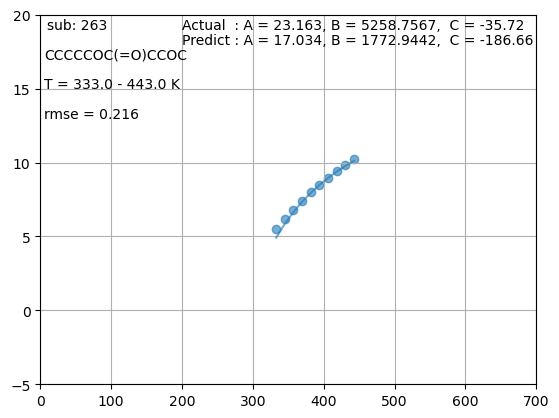 sub: 263
Actual  : A = 23.163, B = 5258.7567,  C = -35.72
Predict : A = 17.034, B = 1772.9442,  C = -186.66
CCCCCOC(=O)CCOC
T = 333.0 - 443.0 K
rmse = 0.216
20
15
10
5
0
−5
0 100 200 300 400 500 600 700